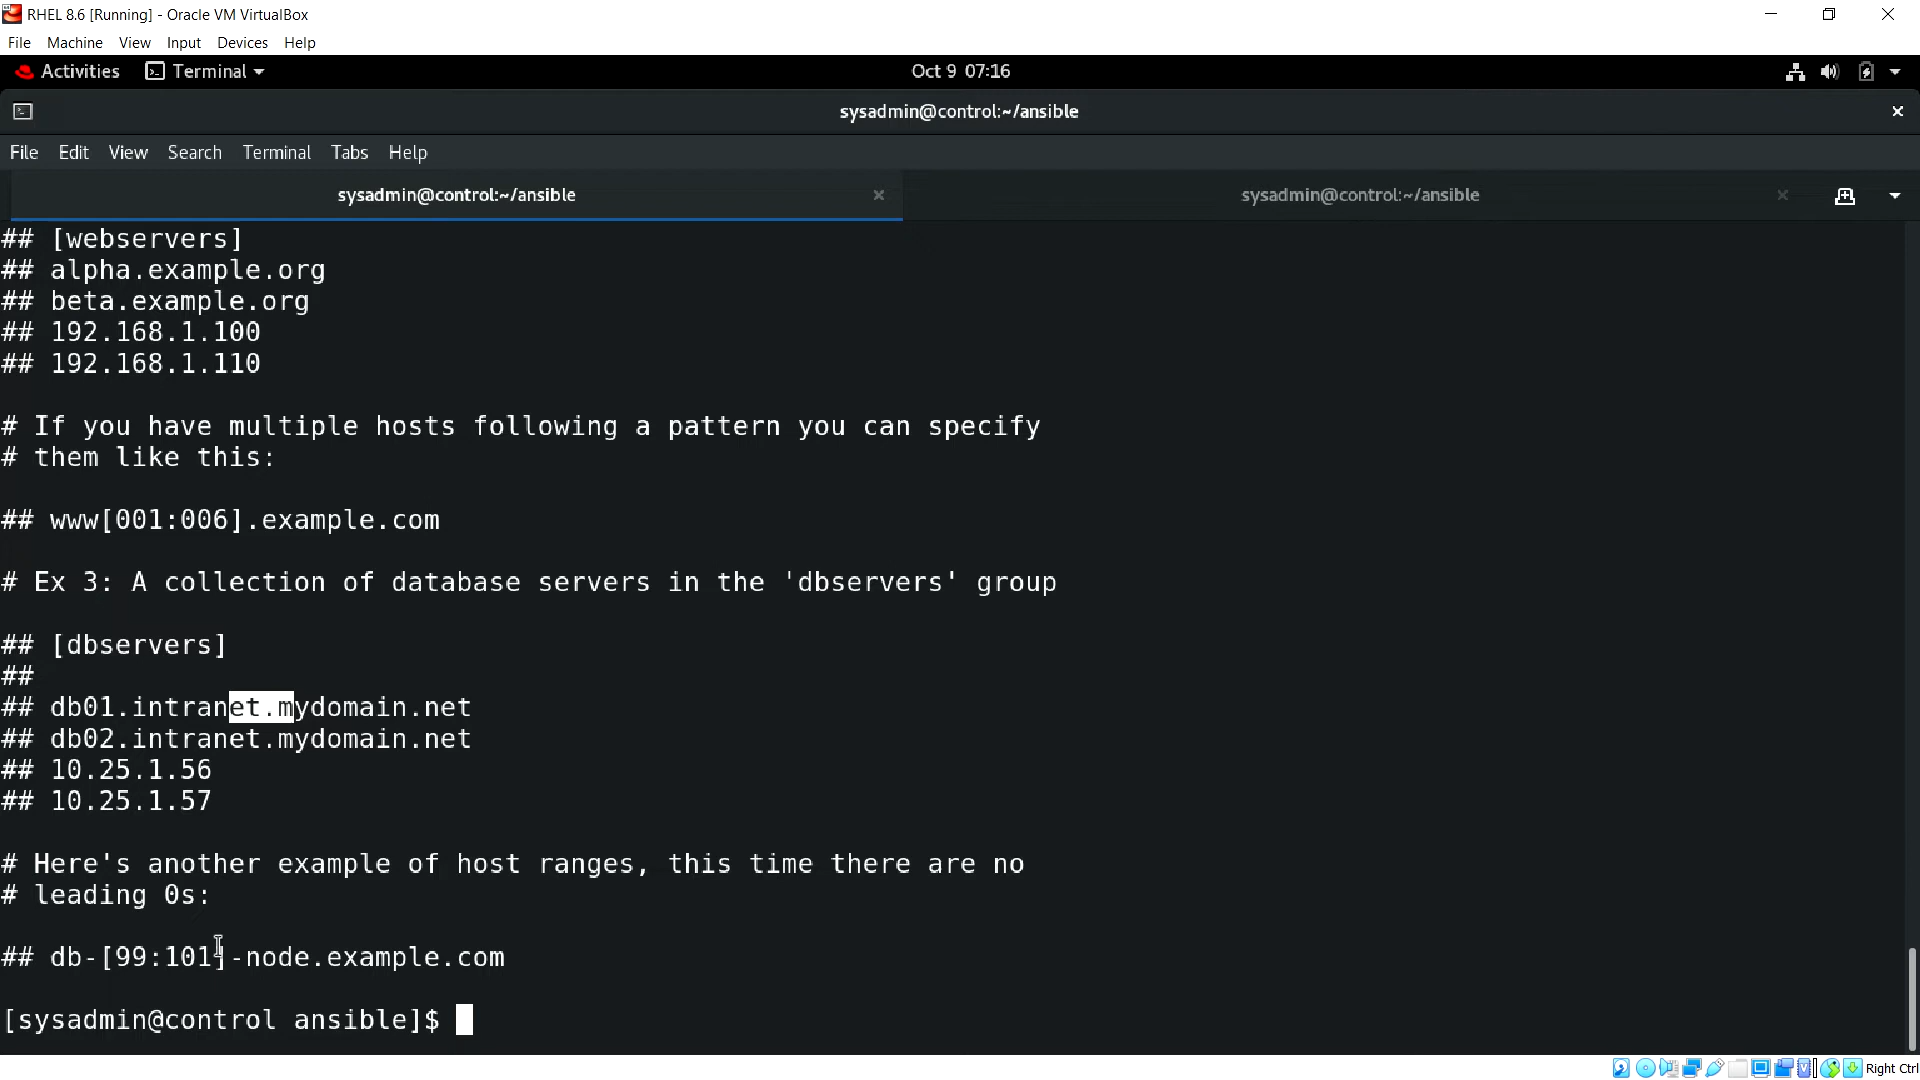 RHEL 8.6 [Running] - Oracle VM VirtualBox
File Machine View Input Devices Help
Activities Terminal Oct 9 07:16
sysadmin@control:~/ansible
File Edit View Search Terminal Tabs Help
sysadmin@control:~/ansible sysadmin@control:~/ansible
## [webservers]
## alpha.example.org
## beta.example.org
## 192.168.1.100
## 192.168.1.110
# If you have multiple hosts following a pattern you can specify
# them like this:
## www[001:006].example.com
# Ex 3: A collection of database servers in the 'dbservers' group
## [dbservers]
##
## db01.intranet.mydomain.net
## db02.intranet.mydomain.net
## 10.25.1.56
## 10.25.1.57
# Here's another example of host ranges, this time there are no
# leading 0s:
## db-[99:101]-node.example.com
[sysadmin@control ansible]$
Right Ctrl